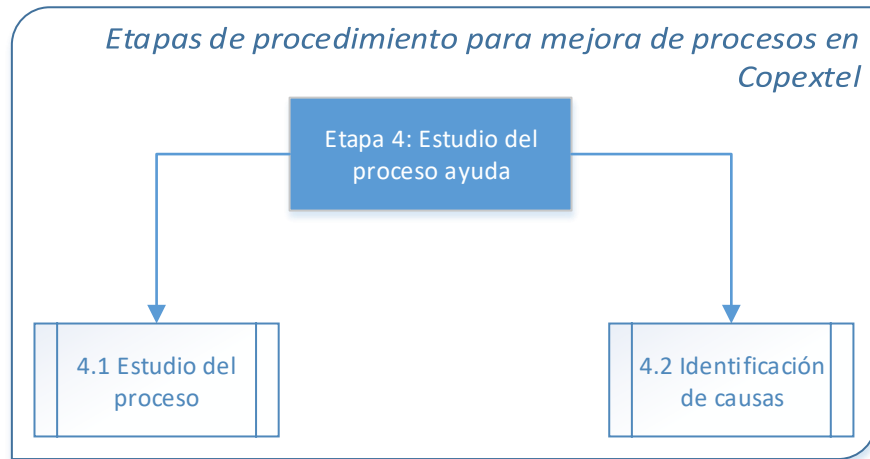 Etapas de procedimiento para mejora de procesos en
Copextel
Etapa 4: Estudio del
proceso ayuda
4.1 Estudio del
proceso
4.2 Identificación
de causas